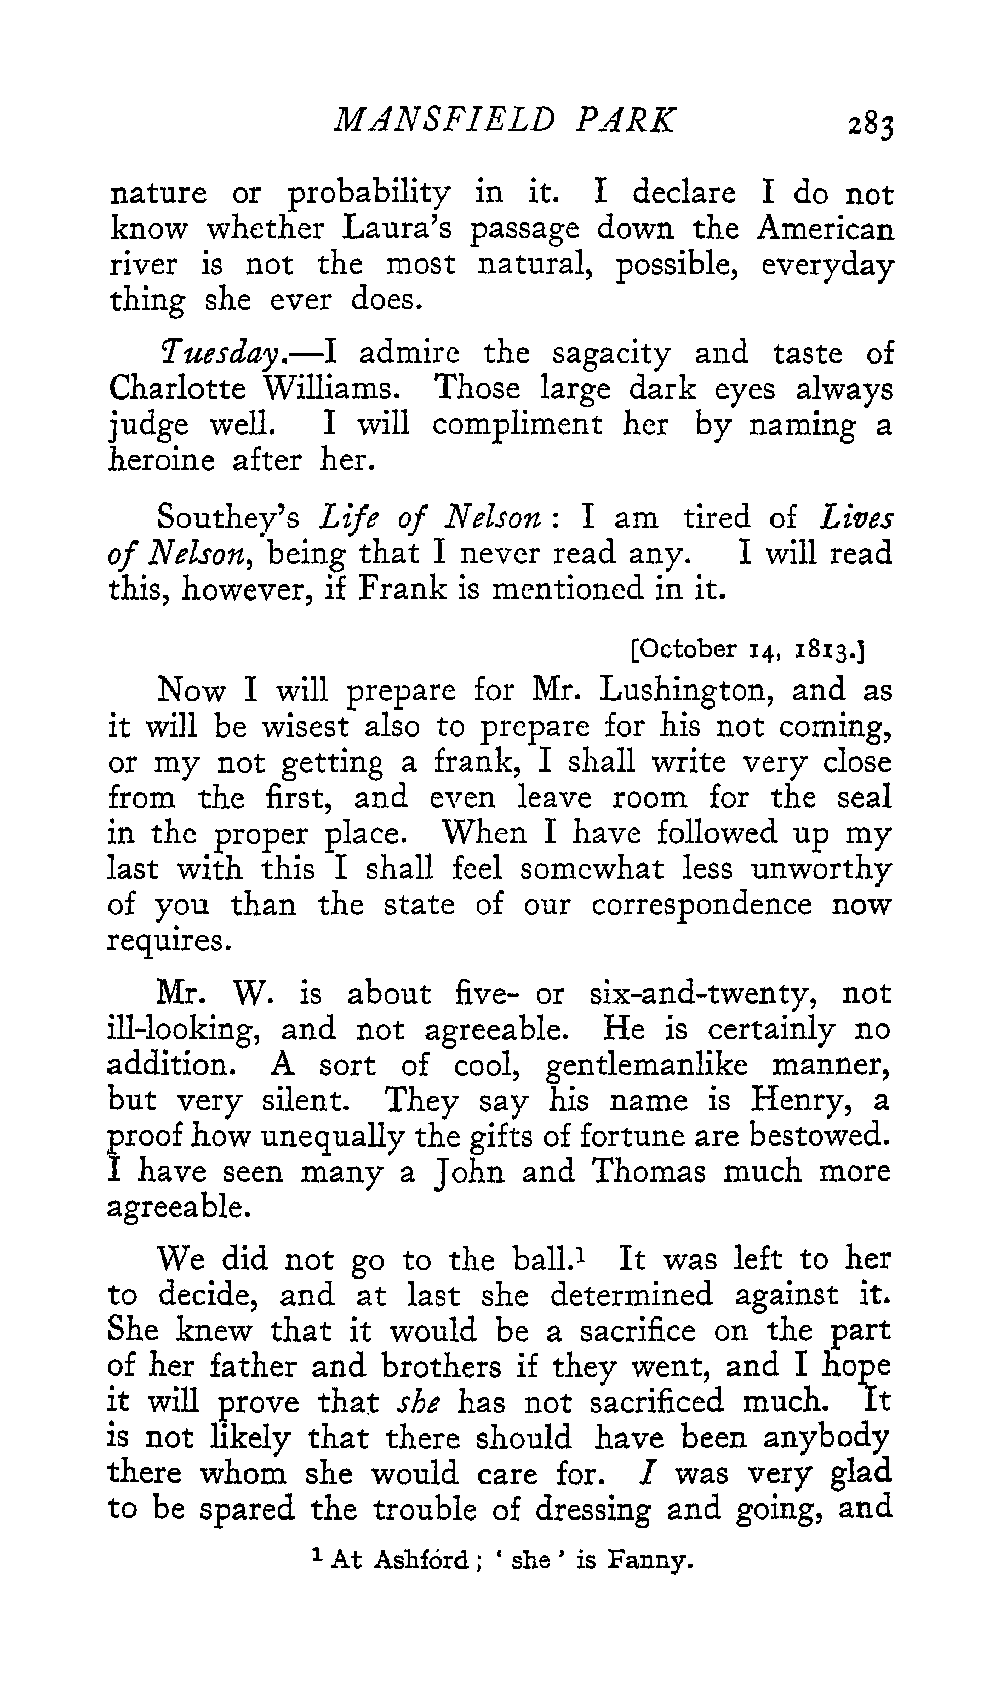 MANSFIELD PARK 283
nature or probability in it. I declare I do not
know whether Laura's passage down the American
river is not the most natural, possible, everyday
thing she ever does.
Tuesday.—I admire the sagacity and taste of
Charlotte Williams. Those large dark eyes always
judge well. I will compliment her by naming a
heroine after her.
Southey's Life of Nelson : I am tired of Lives
of Nelson, being that I never read any. I will read
this, however, if Frank is mentioned in it.
[October 14, 1813.]
Now I will prepare for Mr. Lushington, and as
it will be wisest also to prepare for his not coming,
or my not getting a frank, I shall write very close
from the first, and even leave room for the seal
in the proper place. When I have followed up my
last with this I shall feel somewhat less unworthy
of you than the state of our correspondence now
requires.
Mr. W. is about five- or six-and-twenty, not
ill-looking, and not agreeable. He is certainly no
addition. A sort of cool, gentlemanlike manner,
but very silent. They say his name is Henry, a
proof how unequally the gifts of fortune are bestowed.
I have seen many a John and Thomas much more
agreeable.
We did not go to the ball.¹ It was left to her
to decide, and at last she determined against it.
She knew that it would be a sacrifice on the part
of her father and brothers if they went, and I hope
it will prove that she has not sacrificed much. It
is not likely that there should have been anybody
there whom she would care for. I was very glad
to be spared the trouble of dressing and going, and
¹ At Ashford ; ' she ' is Fanny.